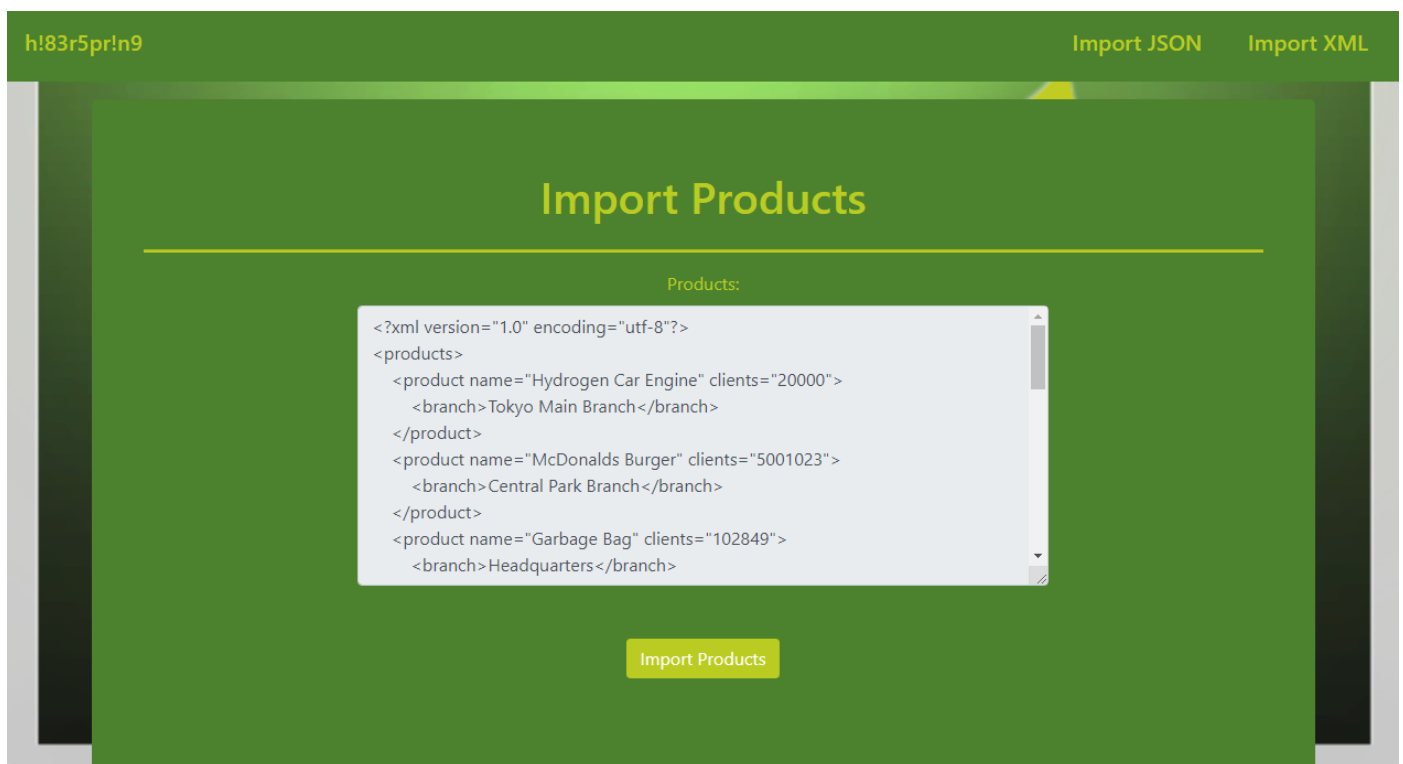 h!83r5pr!n9
Import JSON
Import XML
Import Products
Products:
<?xml version="1.0" encoding="utf-8"?>
<products>
<product name="Hydrogen Car Engine" clients="20000">
<branch>Tokyo Main Branch</branch>
</product>
<product name="McDonalds Burger" clients="5001023">
<branch>Central Park Branch</branch>
</product>
<product name="Garbage Bag" clients="102849">
<branch>Headquarters</branch>
Import Products